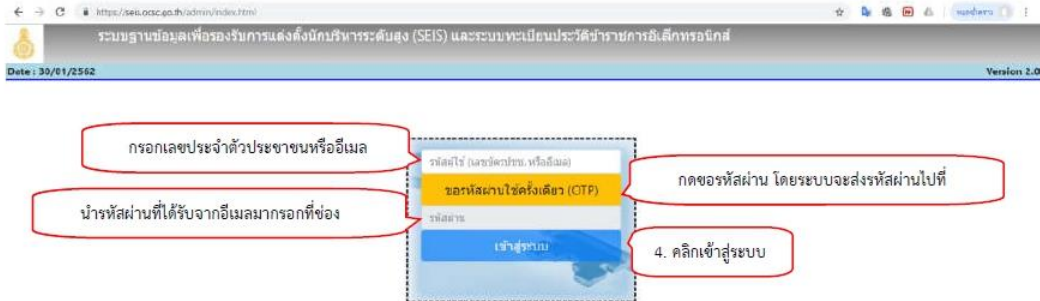 https://seu.ocsc.go.th/admin/index.html
ระบบฐานข้อมูลเพื่อรองรับการแต่งตั้งนักบริหารระดับสูง (SEIS) และระบบทะเบียนประวัติข้าราชการอิเล็กทรอนิกส์
Date : 30/01/2562
Version 2.0
กรอกเลขประจำตัวประชาชนหรืออีเมล
รหัสผู้ใช้ (เลขบัตรปชช. หรืออีเมล)
ขอรหัสผ่านใช้ครั้งเดียว (OTP)
กดขอรหัสผ่าน โดยระบบจะส่งรหัสผ่านไปที่
นำรหัสผ่านที่ได้รับจากอีเมลมากรอกที่ช่อง
รหัสผ่าน
เข้าสู่ระบบ
4. คลิกเข้าสู่ระบบ